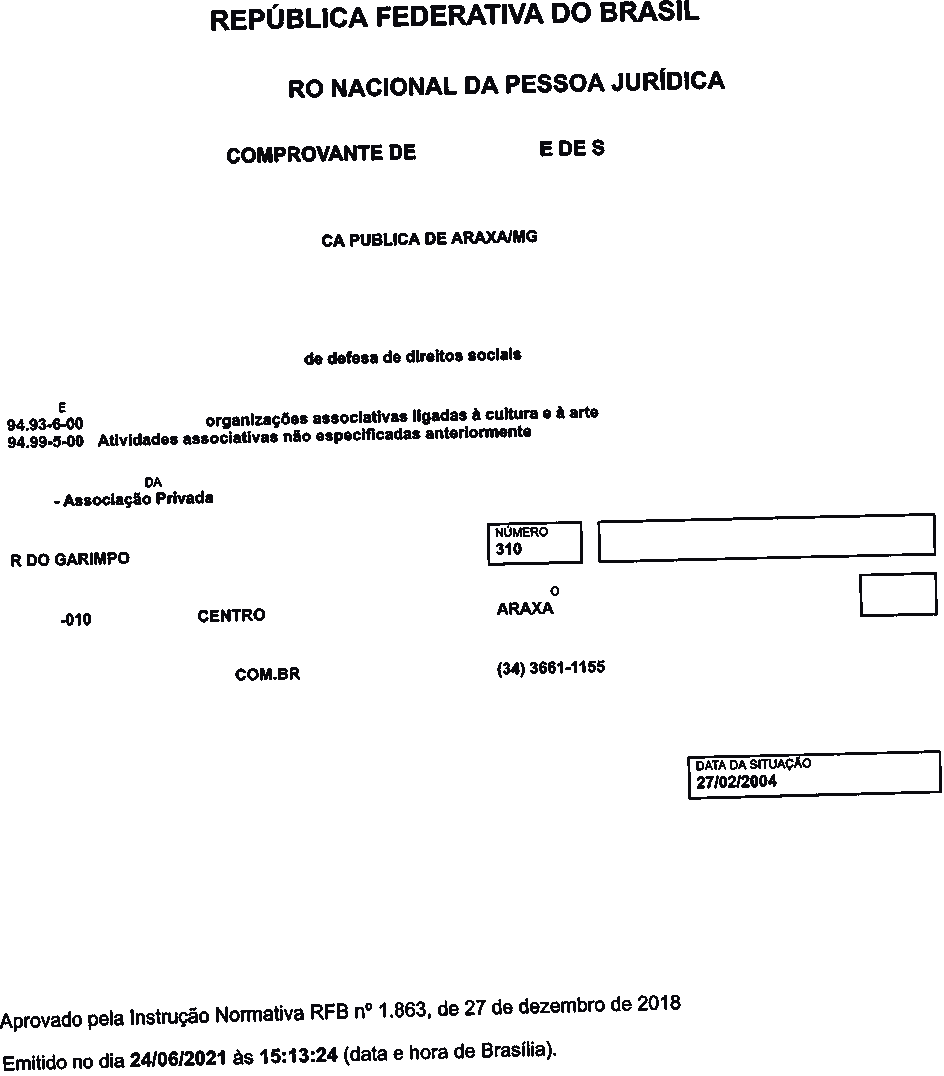 REPÚBLICA FEDERATIVA DO BRASIL
RO NACIONAL DA PESSOA JURÍDICA
COMPROVANTE DE E DE S
CA PUBLICA DE ARAXA/MG
de defesa de direitos sociais
E
94.93-6-00 organizações associativas ligadas à cultura e à arte
94.99-5-00 Atividades associativas não especificadas anteriormente
DA
- Associação Privada
NÚMERO
R DO GARIMPO 310
O
-010 CENTRO ARAXA
COM.BR (34) 3661-1155
DATA DA SITUAÇÃO
27/02/2004
Aprovado pela Instrução Normativa RFB nº 1.863, de 27 de dezembro de 2018
Emitido no dia 24/06/2021 às 15:13:24 (data e hora de Brasília).